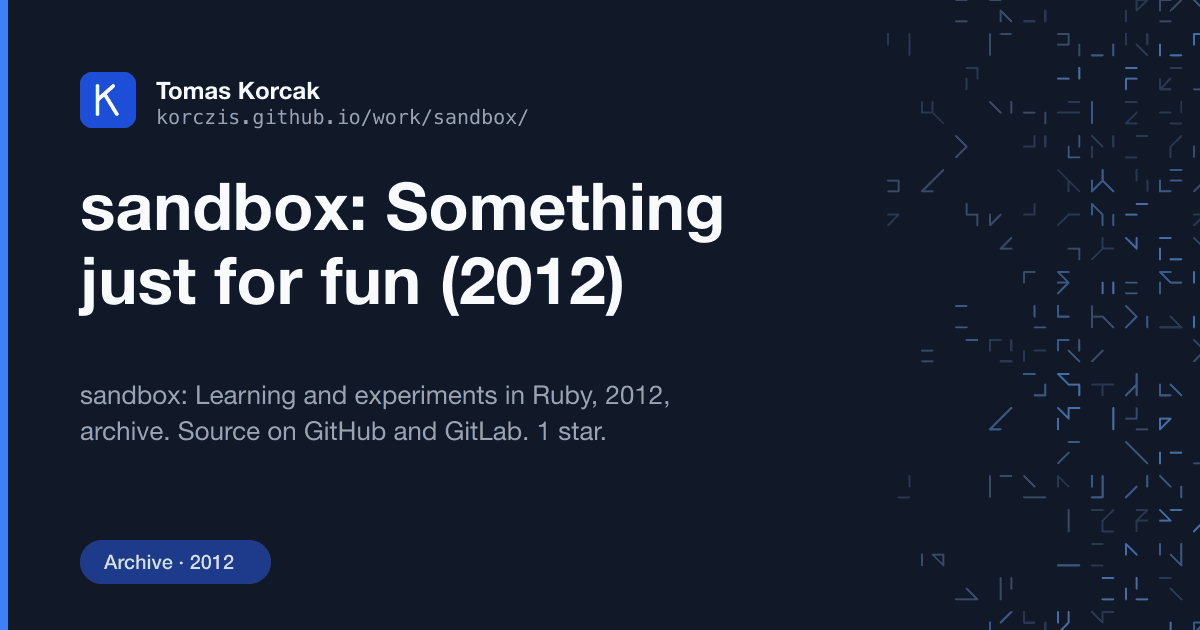 K
Tomas Korcak
korczis.github.io/work/sandbox/
sandbox: Something
just for fun (2012)
sandbox: Learning and experiments in Ruby, 2012,
archive. Source on GitHub and GitLab. 1 star.
Archive · 2012